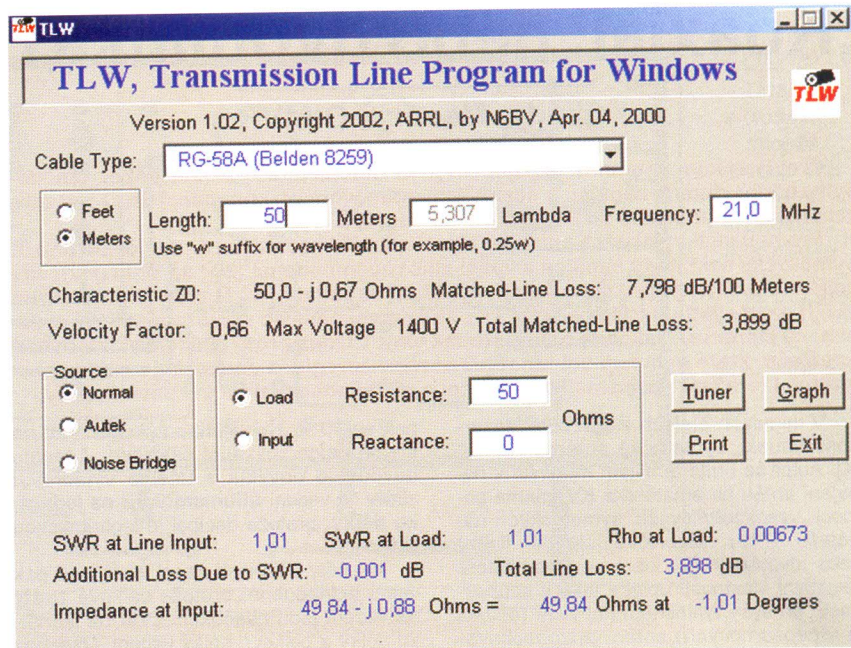 TLW TLW
TLW, Transmission Line Program for Windows
TLW
Version 1.02, Copyright 2002, ARRL, by N6BV, Apr. 04, 2000
Cable Type: RG-58A (Belden 8259)
Feet
Meters
Length: 50 Meters 5,307 Lambda Frequency: 21,0 MHz
Use "w" suffix for wavelength (for example, 0.25w)
Characteristic Z0: 50,0 - j 0,67 Ohms Matched-Line Loss: 7,798 dB/100 Meters
Velocity Factor: 0,66 Max Voltage 1400 V Total Matched-Line Loss: 3,899 dB
Source
Normal
Autek
Noise Bridge
Load Resistance: 50
Ohms
Input Reactance: 0
Tuner Graph
Print Exit
SWR at Line Input: 1,01 SWR at Load: 1,01 Rho at Load: 0,00673
Additional Loss Due to SWR: -0,001 dB Total Line Loss: 3,898 dB
Impedance at Input: 49,84 - j 0,88 Ohms = 49,84 Ohms at -1,01 Degrees